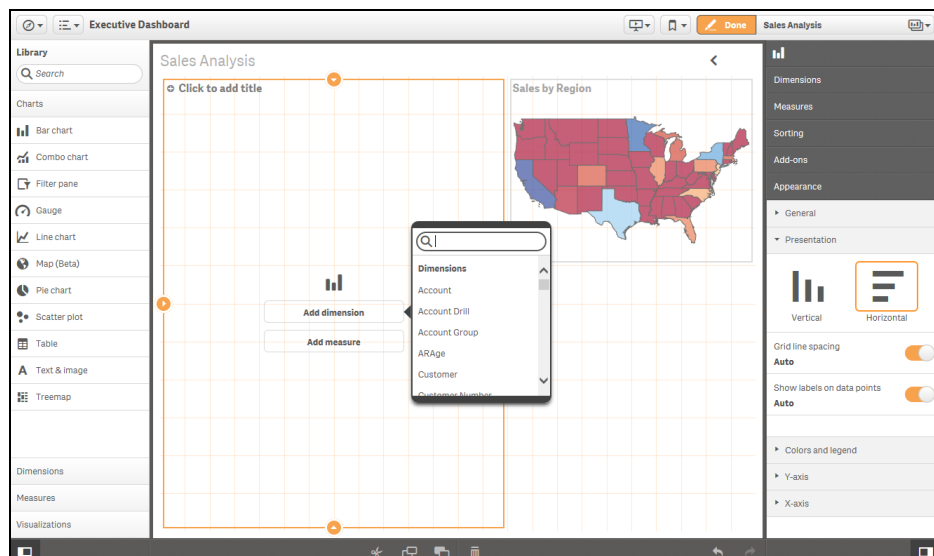 Executive Dashboard
Done
Sales Analysis
Library
Search
Charts
Bar chart
Combo chart
Filter pane
Gauge
Line chart
Map (Beta)
Pie chart
Scatter plot
Table
A Text & image
Treemap
Dimensions
Measures
Visualizations
Sales Analysis
Click to add title
Add dimension
Add measure
Dimensions
Account
Account Drill
Account Group
ARAge
Customer
Customer Number
Sales by Region
Dimensions
Measures
Sorting
Add-ons
Appearance
General
Presentation
Vertical
Horizontal
Grid line spacing
Auto
Show labels on data points
Auto
Colors and legend
Y-axis
X-axis